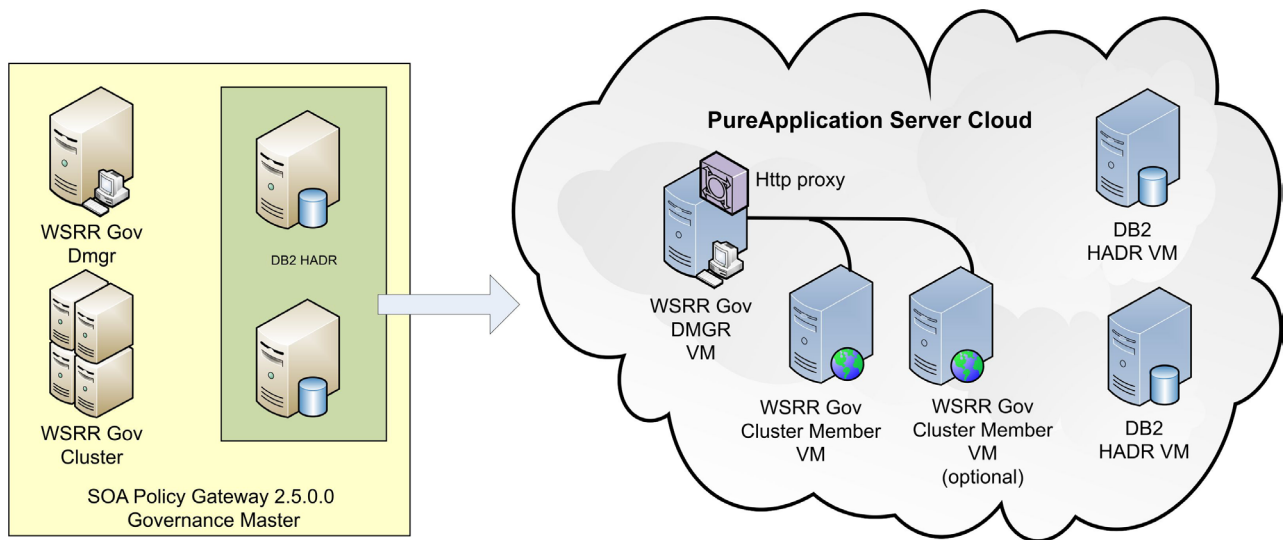 WSRR Gov
Dmgr
DB2 HADR
WSRR Gov
Cluster
SOA Policy Gateway 2.5.0.0
Governance Master
PureApplication Server Cloud
Http proxy
WSRR Gov
DMGR
VM
WSRR Gov
Cluster Member
VM
WSRR Gov
Cluster Member
VM
(optional)
DB2
HADR VM
DB2
HADR VM